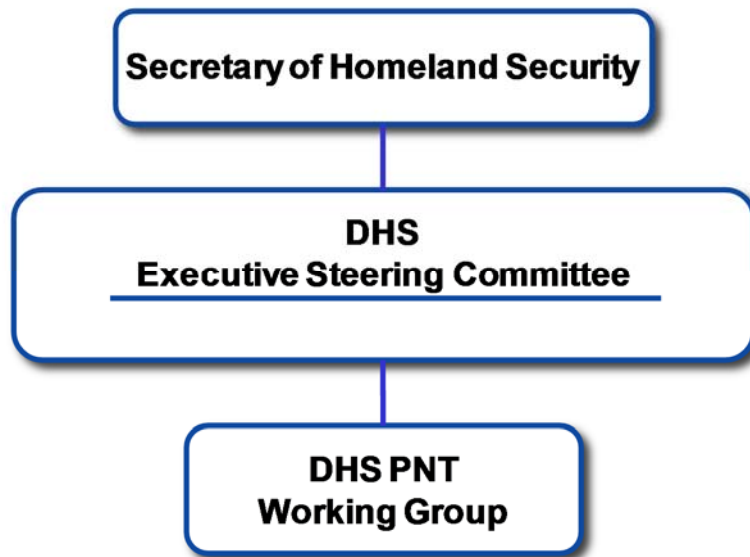 Secretary of Homeland Security
DHS
Executive Steering Committee
DHS PNT
Working Group